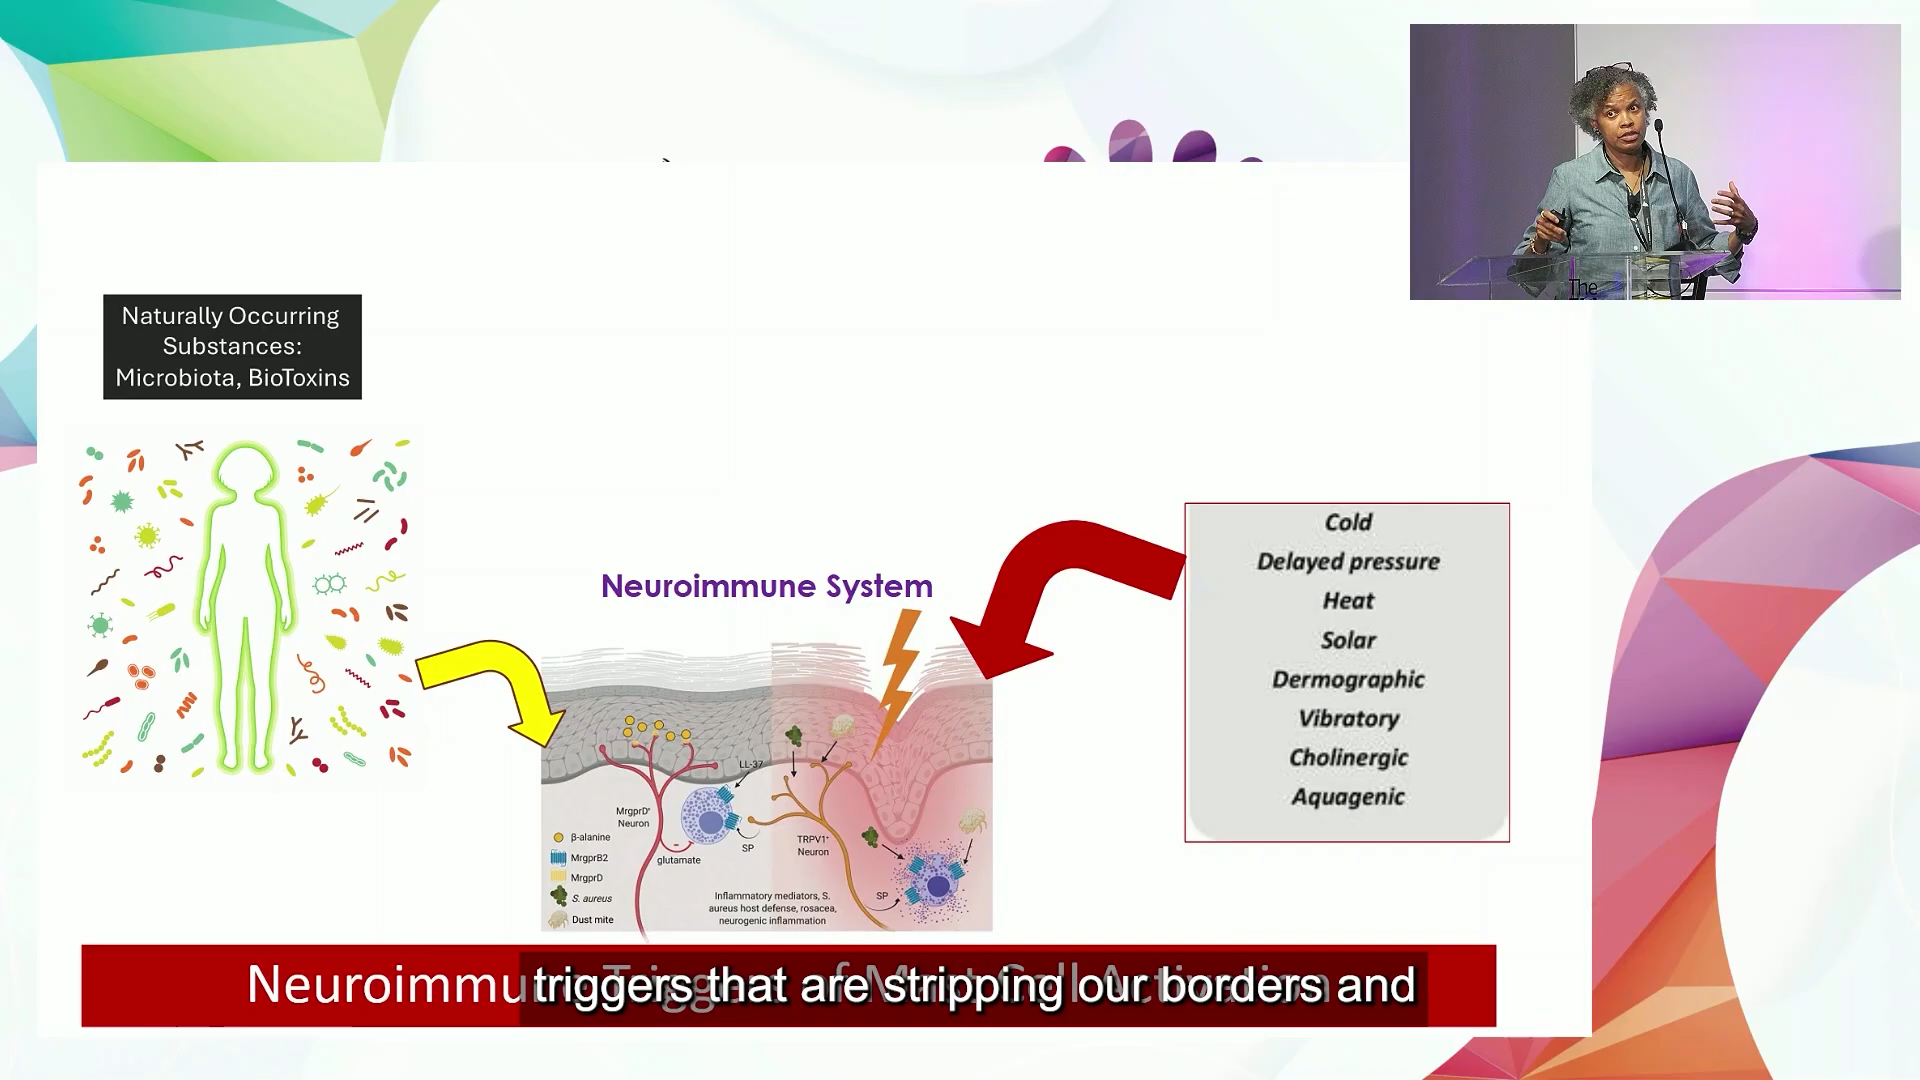 The
Naturally Occurring
Substances:
Microbiota, BioToxins
Neuroimmune System
Cold
Delayed pressure
Heat
Solar
Dermographic
Vibratory
Cholinergic
Aquagenic
LL-37
MrgprD+
Neuron
SP
glutamate
TRPV1+
Neuron
SP
β-alanine
MrgprB2
MrgprD
S. aureus
Dust mite
Inflammatory mediators, S.
aureus host defense, rosacea,
neurogenic inflammation
Neuroimmune Triggers of Mast Cell Activation
triggers that are stripping our borders and